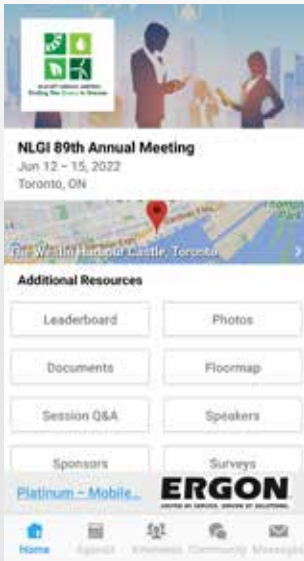 NLGI 89th Annual Meeting
Jun 12 – 15, 2022
Toronto, ON
The Westin Harbour Castle, Toronto
Additional Resources
Leaderboard
Photos
Documents
Floormap
Session Q&A
Speakers
Sponsors
Surveys
Platinum – Mobile...
ERGON
Home
Agenda
Attendees
Community
Messages